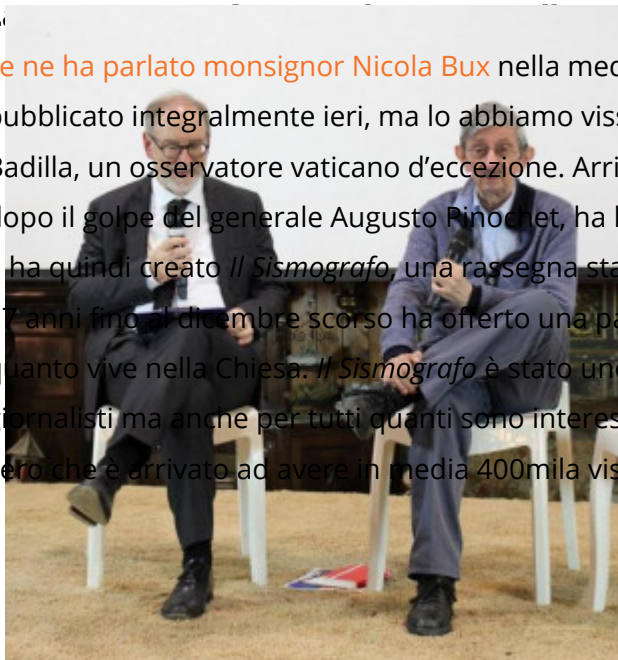 e ne ha parlato monsignor Nicola Bux nella med
pubblicato integralmente ieri, ma lo abbiamo viss
Badilla, un osservatore vaticano d'eccezione. Arri
dopo il golpe del generale Augusto Pinochet, ha l
ha quindi creato Il Sismografo, una rassegna sta
7 anni fino al dicembre scorso ha offerto una pa
quanto vive nella Chiesa. Il Sismografo è stato uno
giornalisti ma anche per tutti quanti sono interes
ero che è arrivato ad avere in media 400mila vis